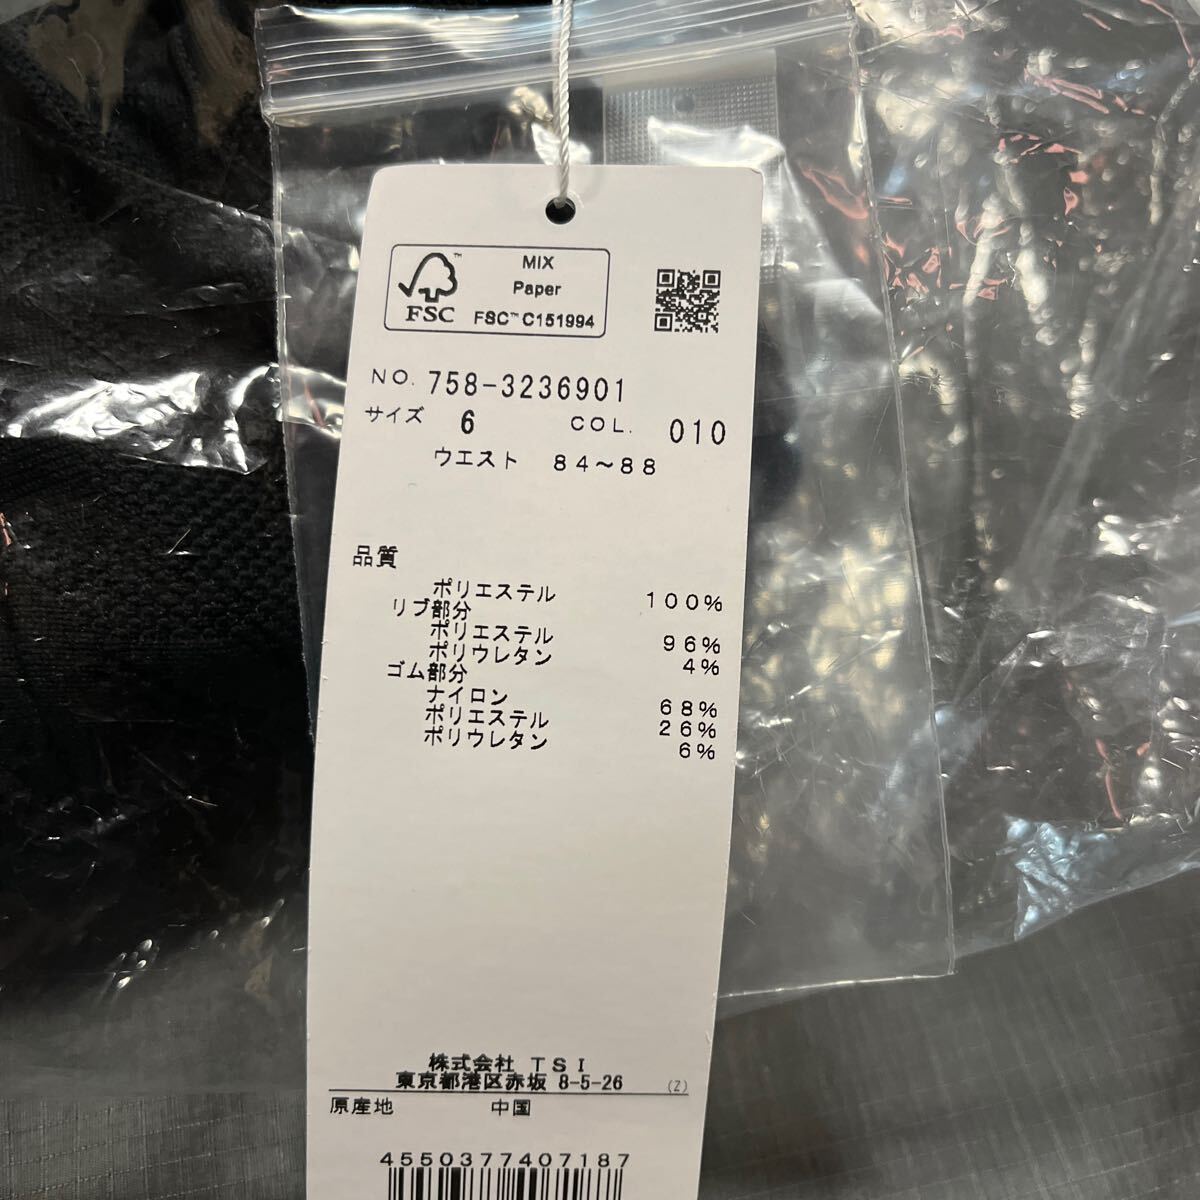 MIX
Paper
FSC™ C151994
FSC
NO. 758-3236901
サイズ 6 COL. 010
ウエスト 84~88
品質
ポリエステル 100%
リブ部分
ポリエステル 96%
ポリウレタン 4%
ゴム部分
ナイロン 68%
ポリエステル 26%
ポリウレタン 6%
株式会社 TSI
東京都港区赤坂 8-5-26 (Z)
原産地 中国
4550377407187